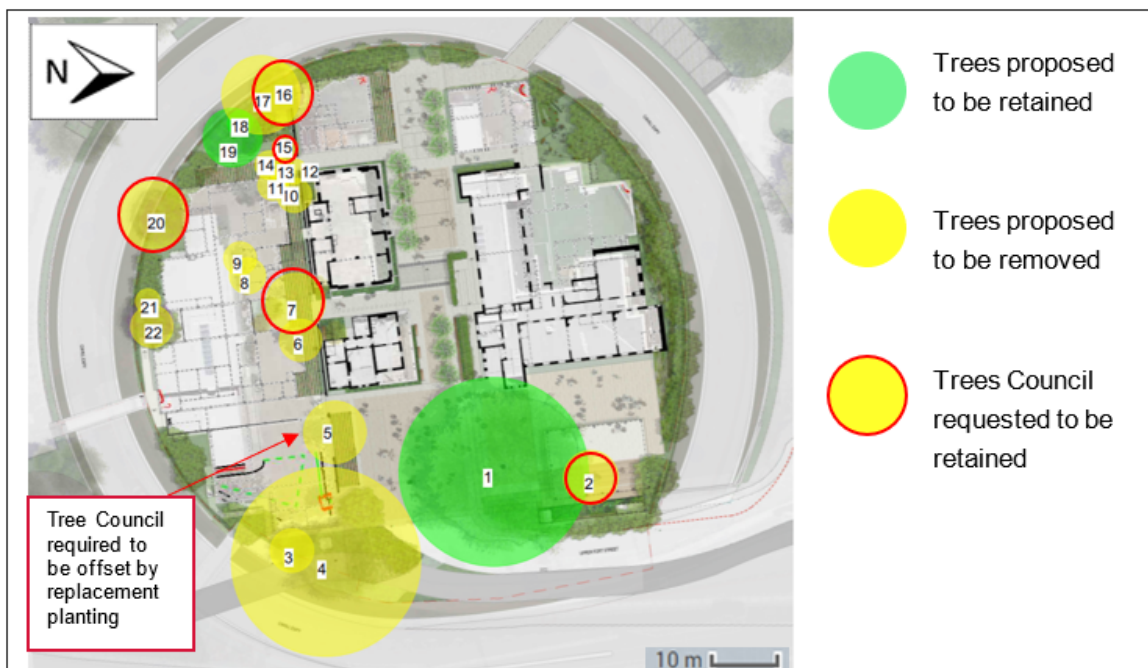 N
17
16
18
19
15
14
13
12
11
10
20
9
8
21
7
22
6
5
1
2
3
4
Tree Council
required to
be offset by
replacement
planting
10 m
Trees proposed
to be retained
Trees proposed
to be removed
Trees Council
requested to be
retained